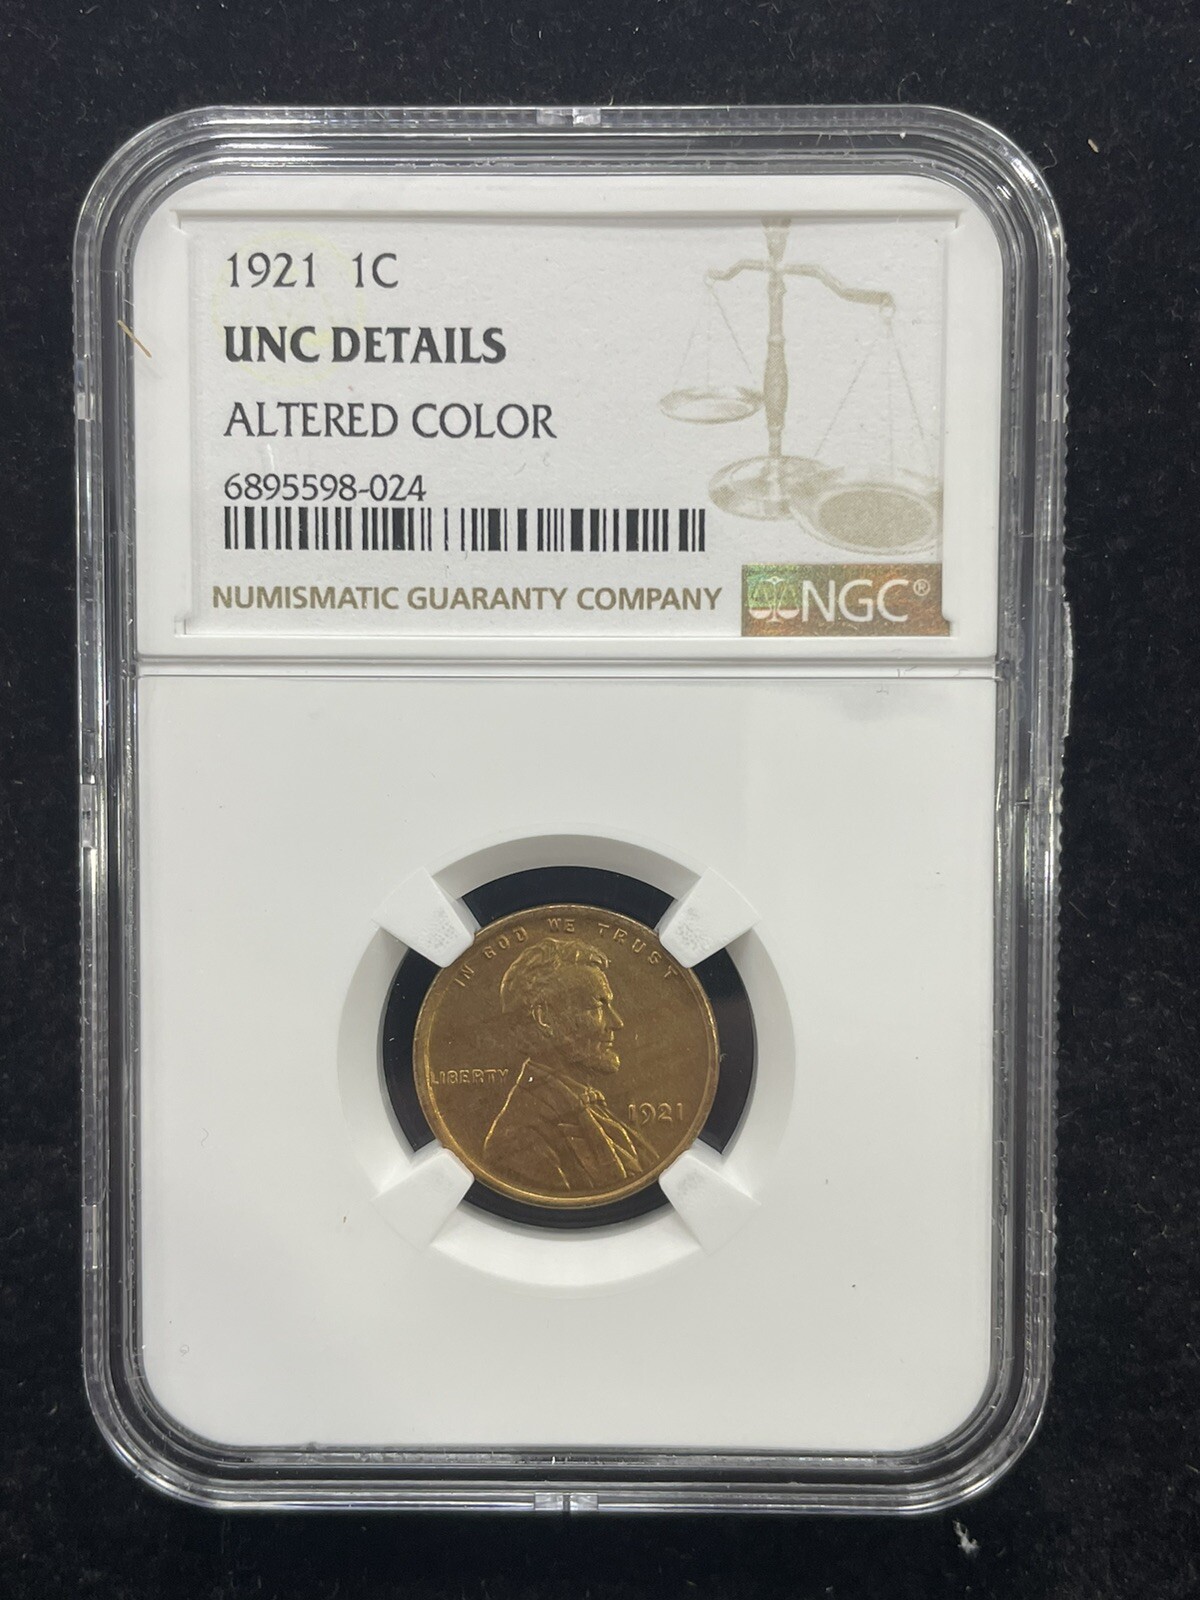 1921 1C
UNC DETAILS
ALTERED COLOR
6895598-024
NUMISMATIC GUARANTY COMPANY
NGC®
IN GOD WE TRUST
LIBERTY
1921